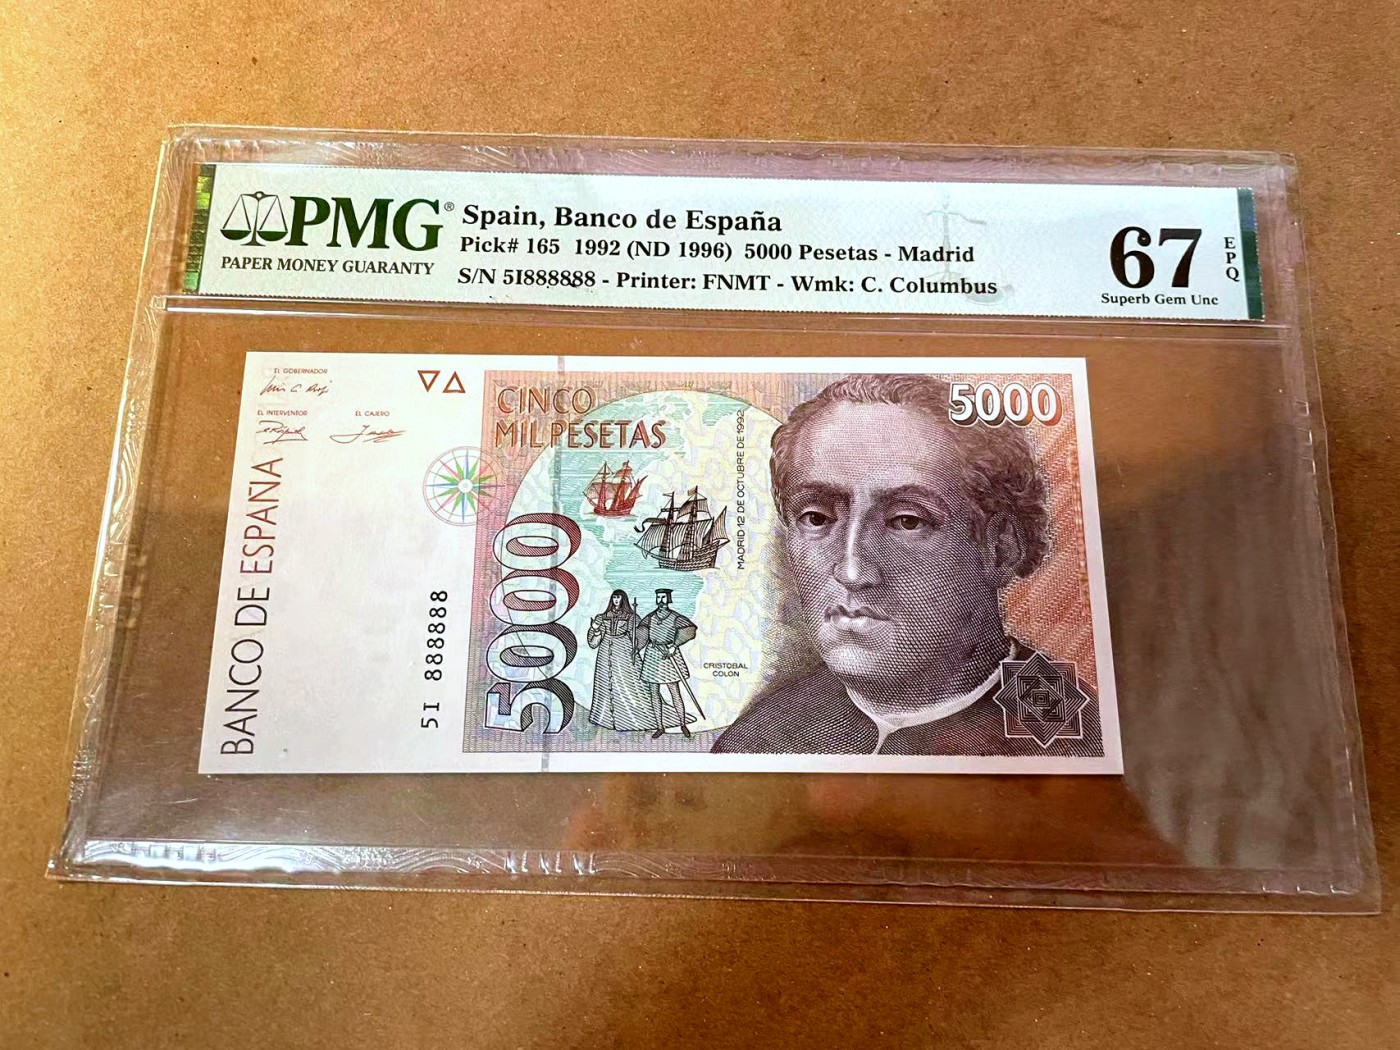 PMG®
PAPER MONEY GUARANTY
Spain, Banco de España
Pick# 165 1992 (ND 1996) 5000 Pesetas - Madrid
S/N 5I888888 - Printer: FNMT - Wmk: C. Columbus
67
EPQ
Superb Gem Unc
EL GOBERNADOR
EL INTERVENTOR
EL CAJERO
BANCO DE ESPAÑA
5I 888888
CINCO
MIL PESETAS
5000
MADRID 12 DE OCTUBRE DE 1992
CRISTOBAL
COLON
5000